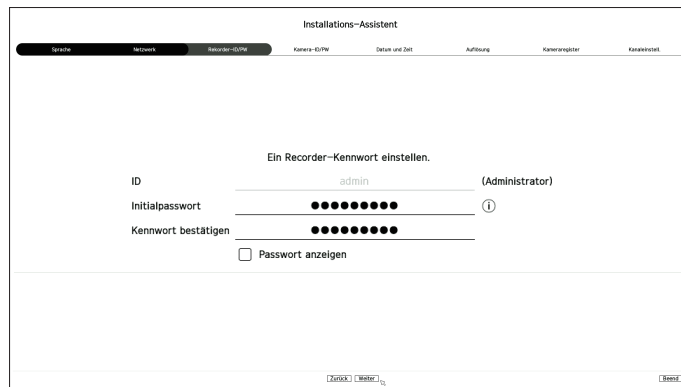 Installations-Assistent
Sprache Netzwerk Rekorder-ID/PW Kamera-ID/PW Datum und Zeit Auflösung Kameraregister Kanaleinstell.
Ein Recorder-Kennwort einstellen.
ID admin (Administrator)
Initialpasswort ●●●●●●●●● i
Kennwort bestätigen ●●●●●●●●●
Passwort anzeigen
Zurück Weiter Beend